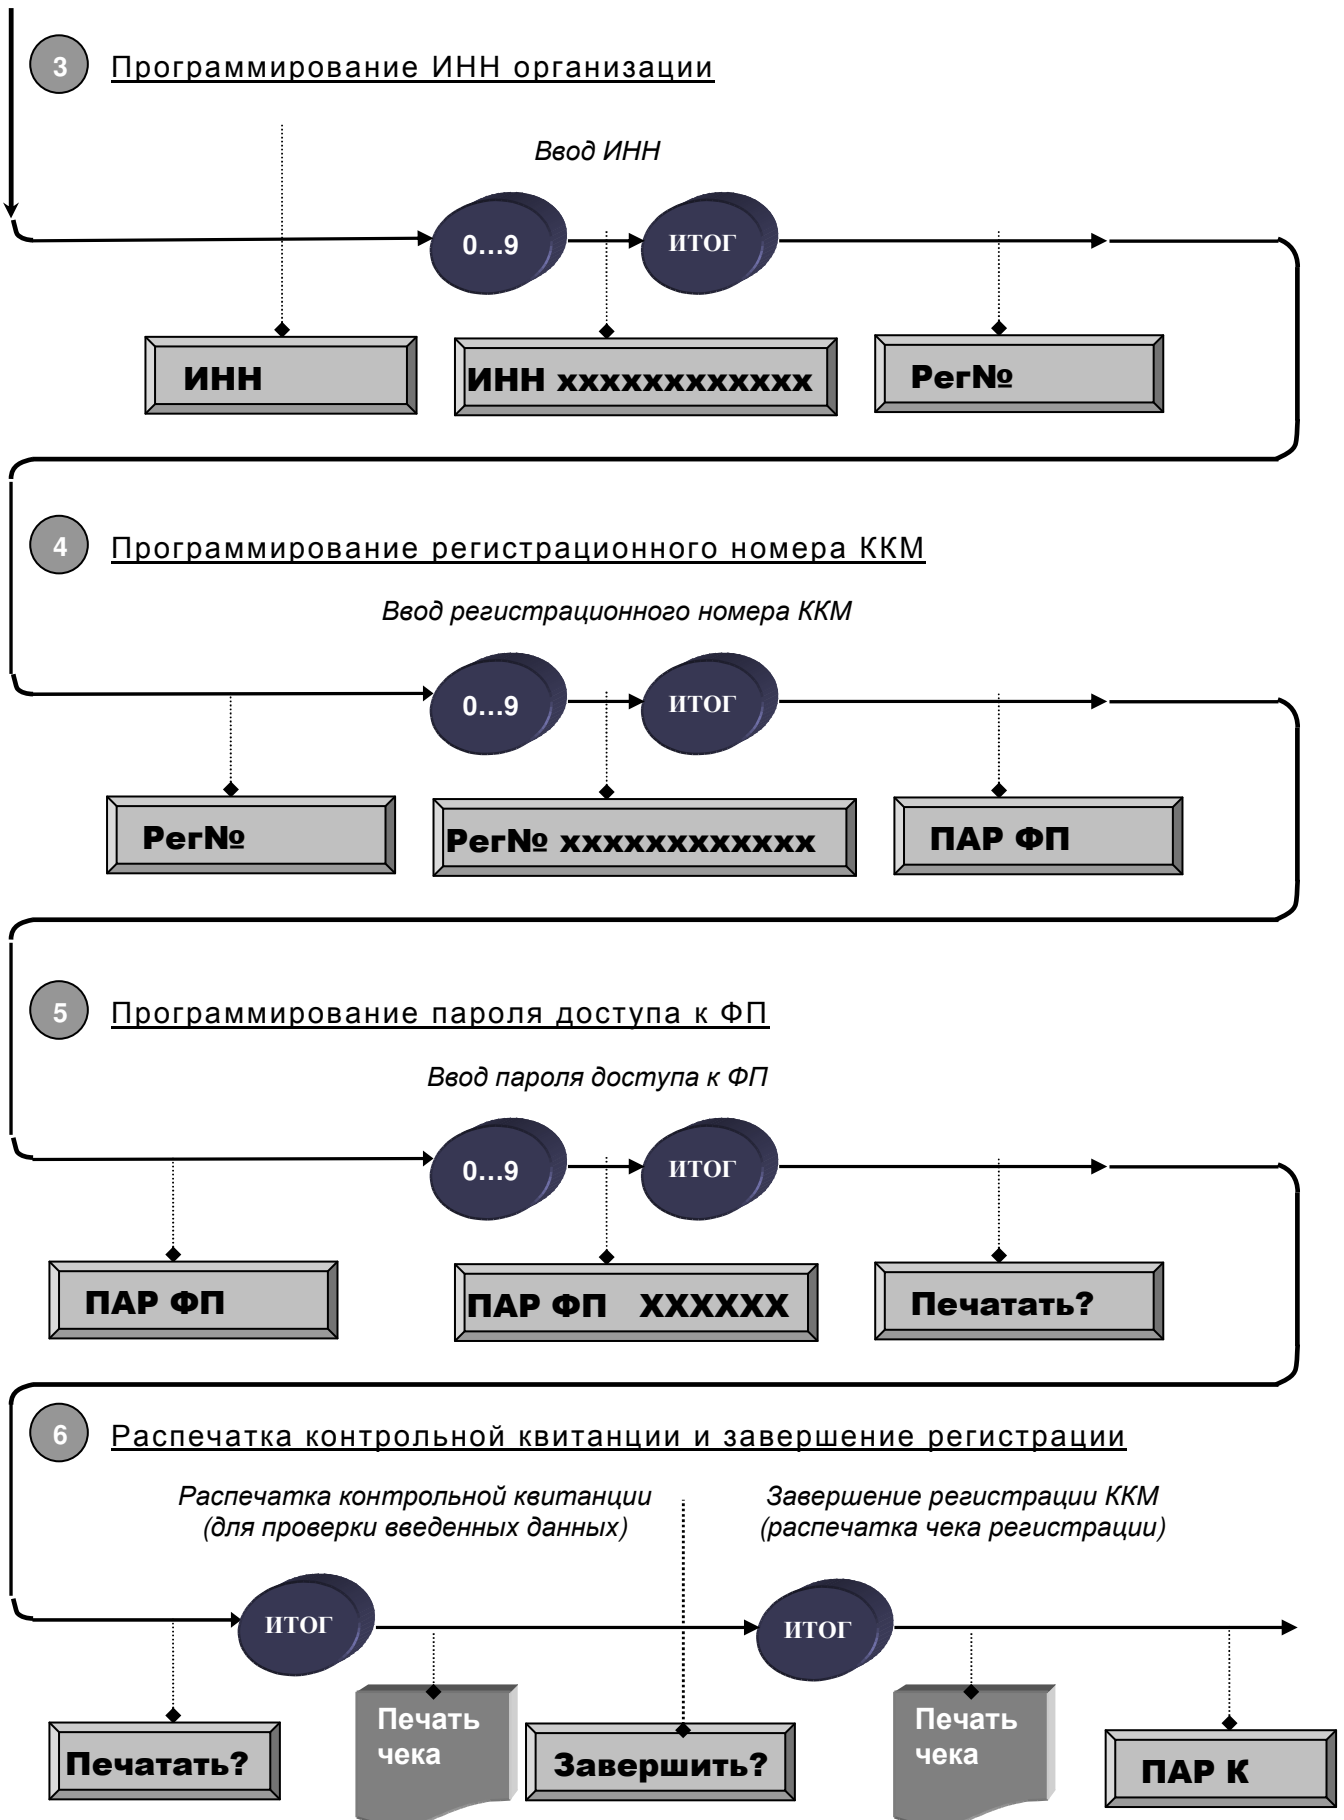 3 Программирование ИНН организации
Ввод ИНН
0...9 ИТОГ
ИНН ИНН хххххххххххх Рег№
4 Программирование регистрационного номера ККМ
Ввод регистрационного номера ККМ
0...9 ИТОГ
Рег№ Рег№ хххххххххххх ПАР ФП
5 Программирование пароля доступа к ФП
Ввод пароля доступа к ФП
0...9 ИТОГ
ПАР ФП ПАР ФП ХХХХХХ Печатать?
6 Распечатка контрольной квитанции и завершение регистрации
Распечатка контрольной квитанции
(для проверки введенных данных)
Завершение регистрации ККМ
(распечатка чека регистрации)
ИТОГ ИТОГ
Печатать?
Печать
чека
Завершить?
Печать
чека
ПАР К